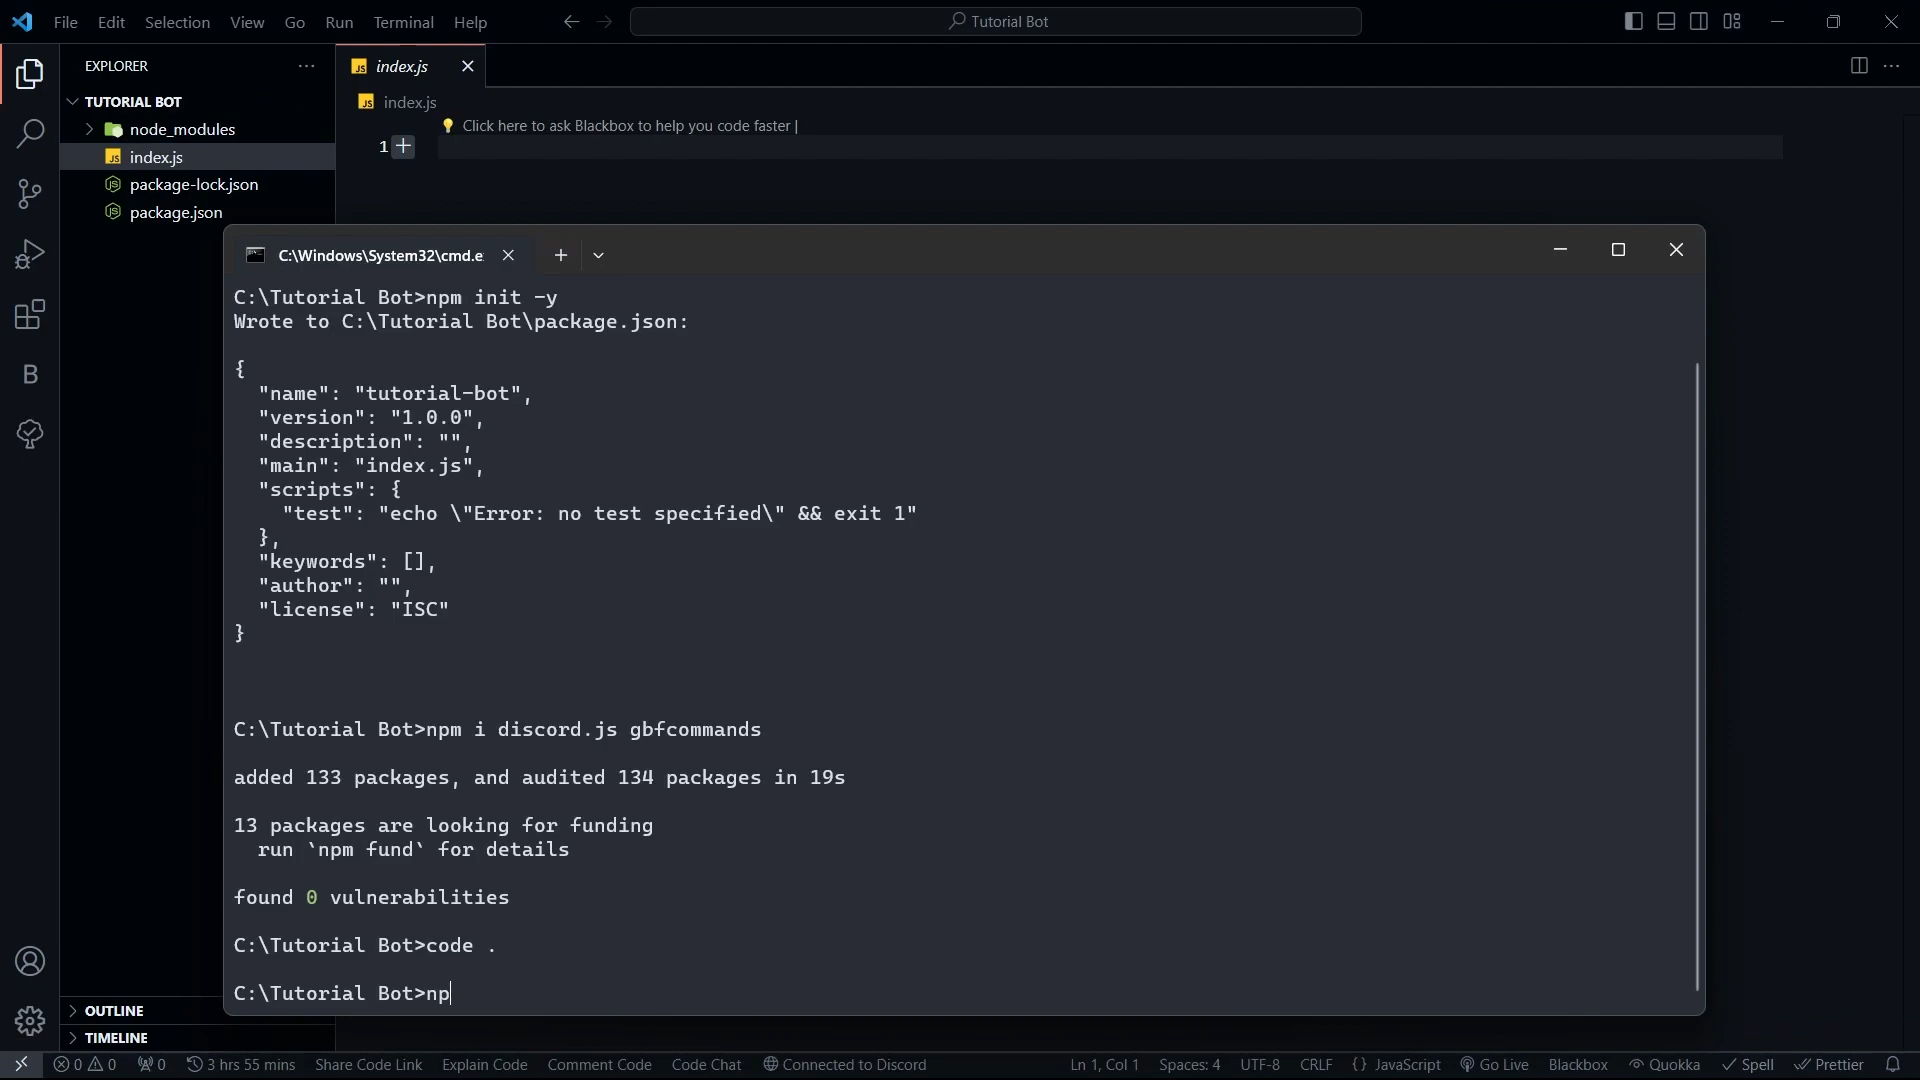 File Edit Selection View Go Run Terminal Help
Tutorial Bot
EXPLORER
index.js
TUTORIAL BOT
node_modules
index.js
package-lock.json
package.json
index.js
Click here to ask Blackbox to help you code faster |
1
C:\Windows\System32\cmd.e
C:\Tutorial Bot>npm init -y
Wrote to C:\Tutorial Bot\package.json:
{
"name": "tutorial-bot",
"version": "1.0.0",
"description": "",
"main": "index.js",
"scripts": {
"test": "echo \"Error: no test specified\" && exit 1"
},
"keywords": [],
"author": "",
"license": "ISC"
}
C:\Tutorial Bot>npm i discord.js gbfcommands
added 133 packages, and audited 134 packages in 19s
13 packages are looking for funding
run `npm fund` for details
found 0 vulnerabilities
C:\Tutorial Bot>code .
C:\Tutorial Bot>np
OUTLINE
TIMELINE
0 0 0 3 hrs 55 mins Share Code Link Explain Code Comment Code Code Chat Connected to Discord Ln 1, Col 1 Spaces: 4 UTF-8 CRLF {} JavaScript Go Live Blackbox Quokka Spell Prettier